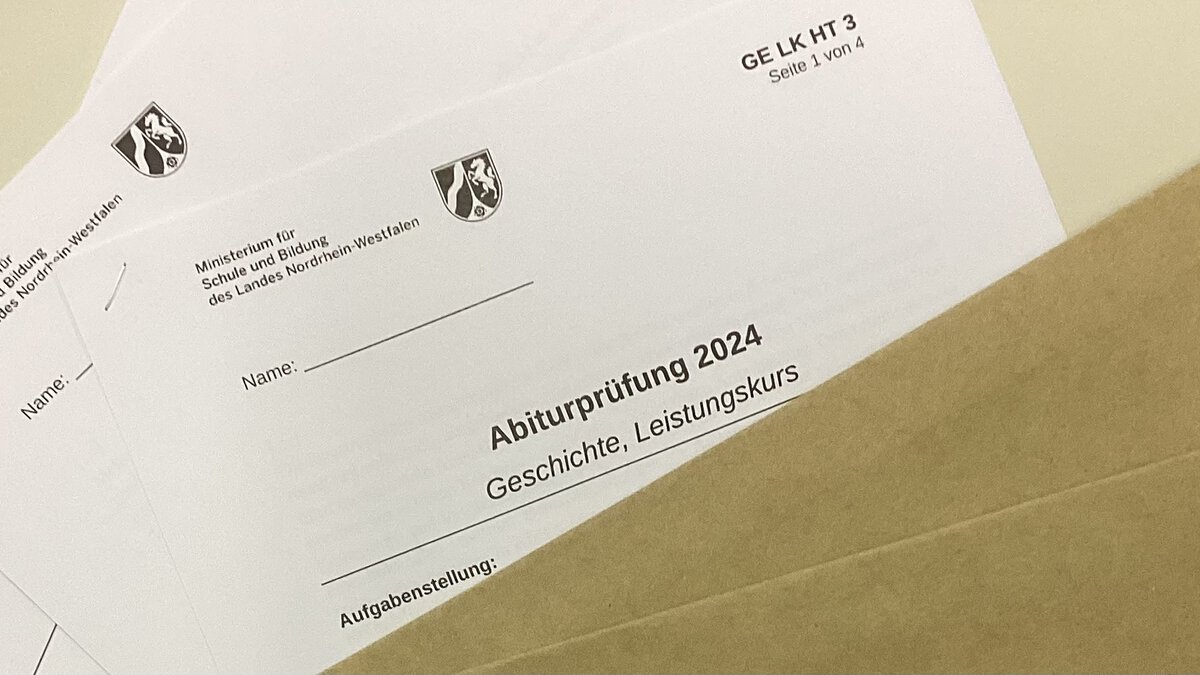 GE LK HT 3
Seite 1 von 4
Ministerium für
Schule und Bildung
des Landes Nordrhein-Westfalen
Name:
Abiturprüfung 2024
Geschichte, Leistungskurs
Aufgabenstellung:
für
d Bildung
des Nordrhein-Westfalen
Name: